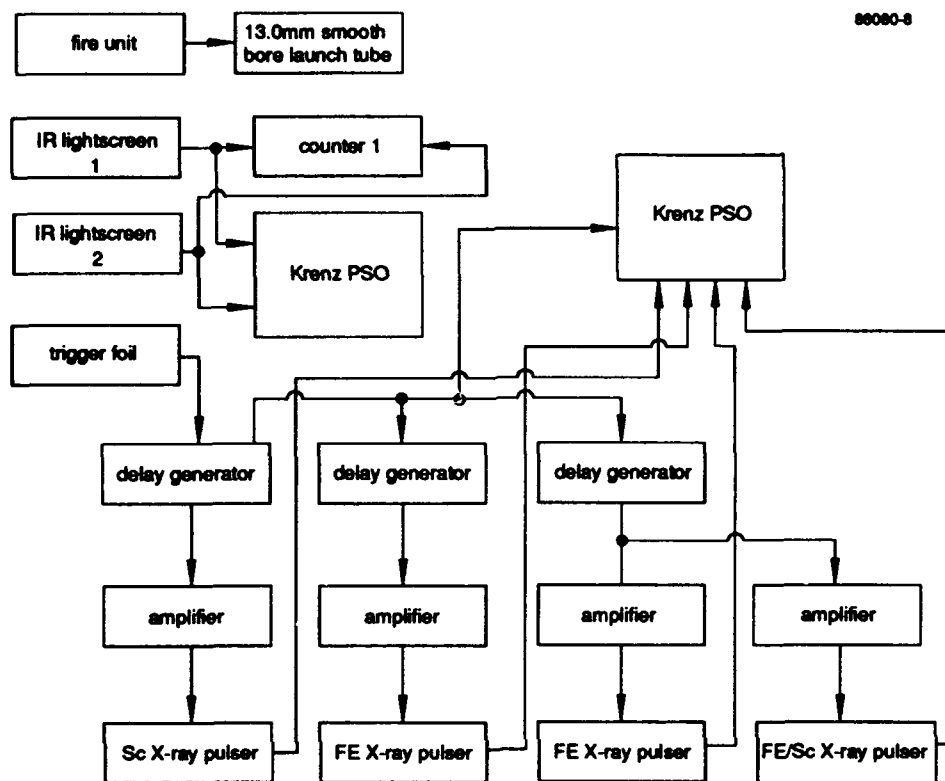 86080-8
fire unit
13.0mm smooth
bore launch tube
IR lightscreen
1
counter 1
IR lightscreen
2
Krenz PSO
Krenz PSO
trigger foil
delay generator
delay generator
delay generator
amplifier
amplifier
amplifier
amplifier
Sc X-ray pulser
FE X-ray pulser
FE X-ray pulser
FE/Sc X-ray pulser